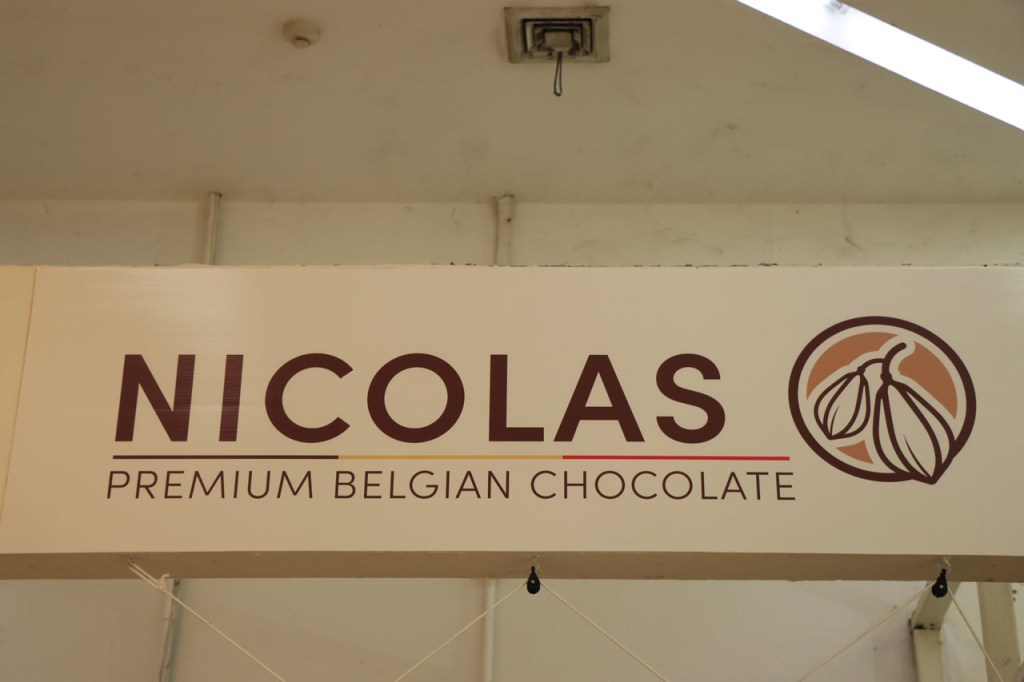 NICOLAS
PREMIUM BELGIAN CHOCOLATE